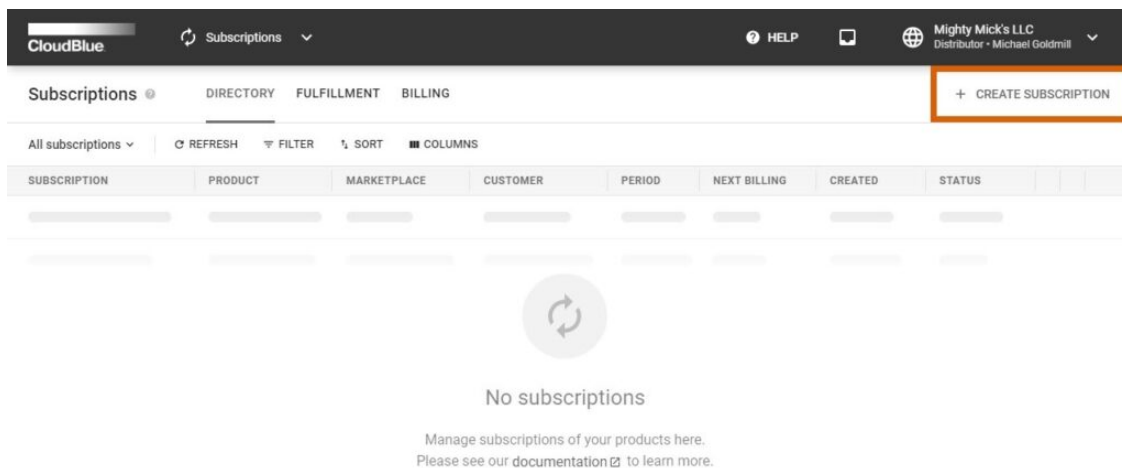 CloudBlue
Subscriptions
HELP
Mighty Mick's LLC
Distributor • Michael Goldmill
Subscriptions
DIRECTORY FULFILLMENT BILLING
+ CREATE SUBSCRIPTION
All subscriptions REFRESH FILTER SORT COLUMNS
SUBSCRIPTION PRODUCT MARKETPLACE CUSTOMER PERIOD NEXT BILLING CREATED STATUS
No subscriptions
Manage subscriptions of your products here.
Please see our documentation to learn more.